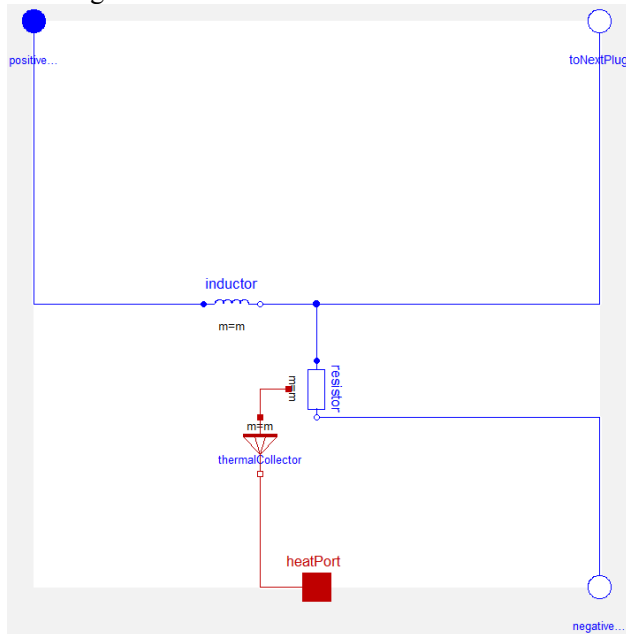 positive...
toNextPlug
inductor
m=m
resistor
m=m
m=m
thermalCollector
heatPort
negative...